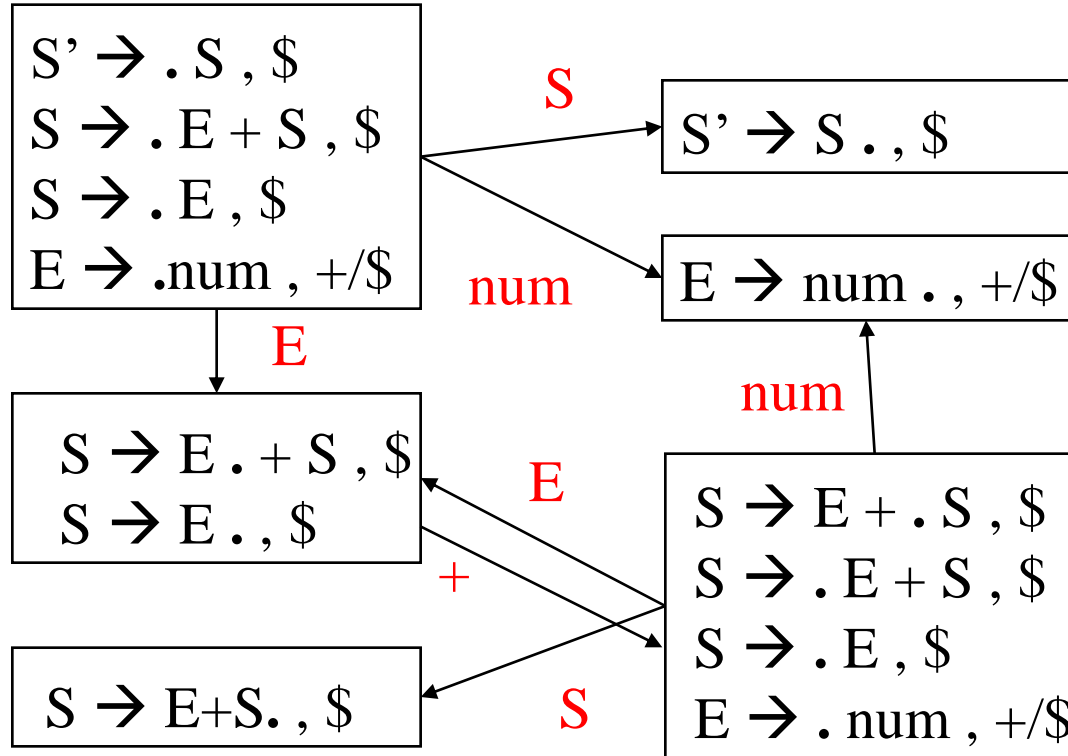 S’ → . S , $
S → . E + S , $
S → . E , $
E → .num , +/$
S
S’ → S . , $
num
E → num . , +/$
E
num
S → E . + S , $
S → E . , $
E
+
S → E + . S , $
S → . E + S , $
S → . E , $
E → . num , +/$
S → E+S. , $
S